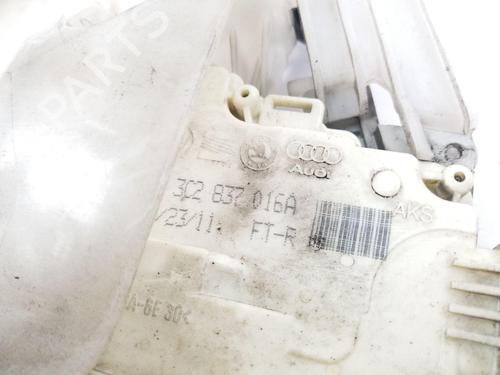 Audi
3C2 837 016A
/23/11
FT-R
AKS
A-6E 30<
PARTS